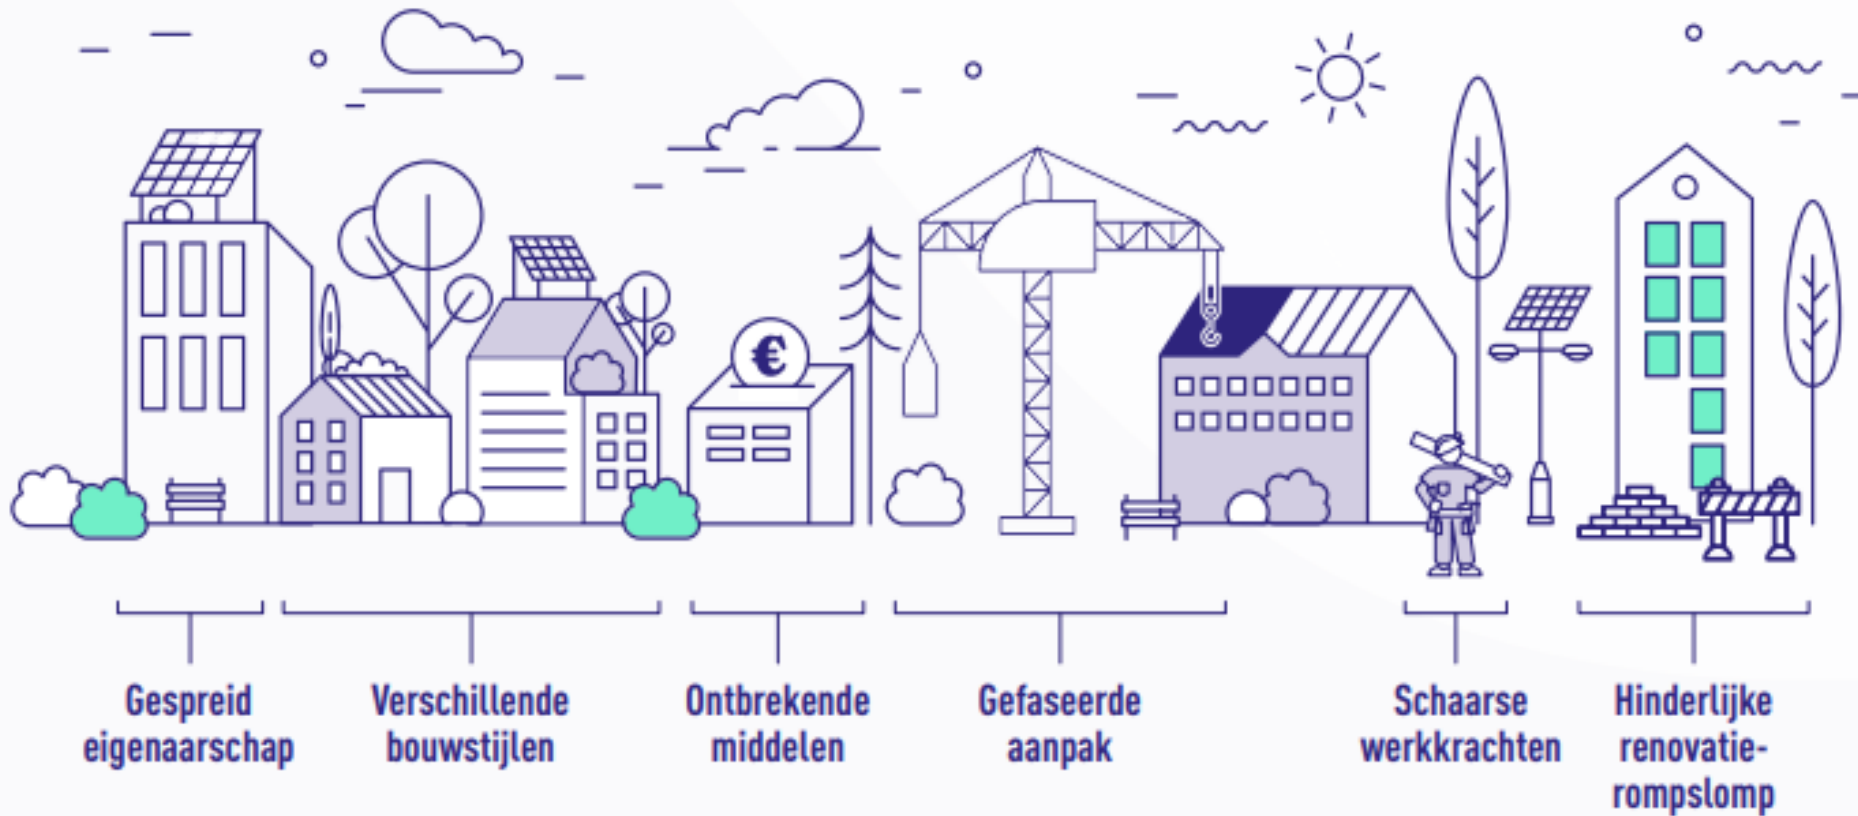 €
Gespreid
eigenaarschap
Verschillende
bouwstijlen
Ontbrekende
middelen
Gefaseerde
aanpak
Schaarse
werkkrachten
Hinderlijke
renovatie-
rompslomp